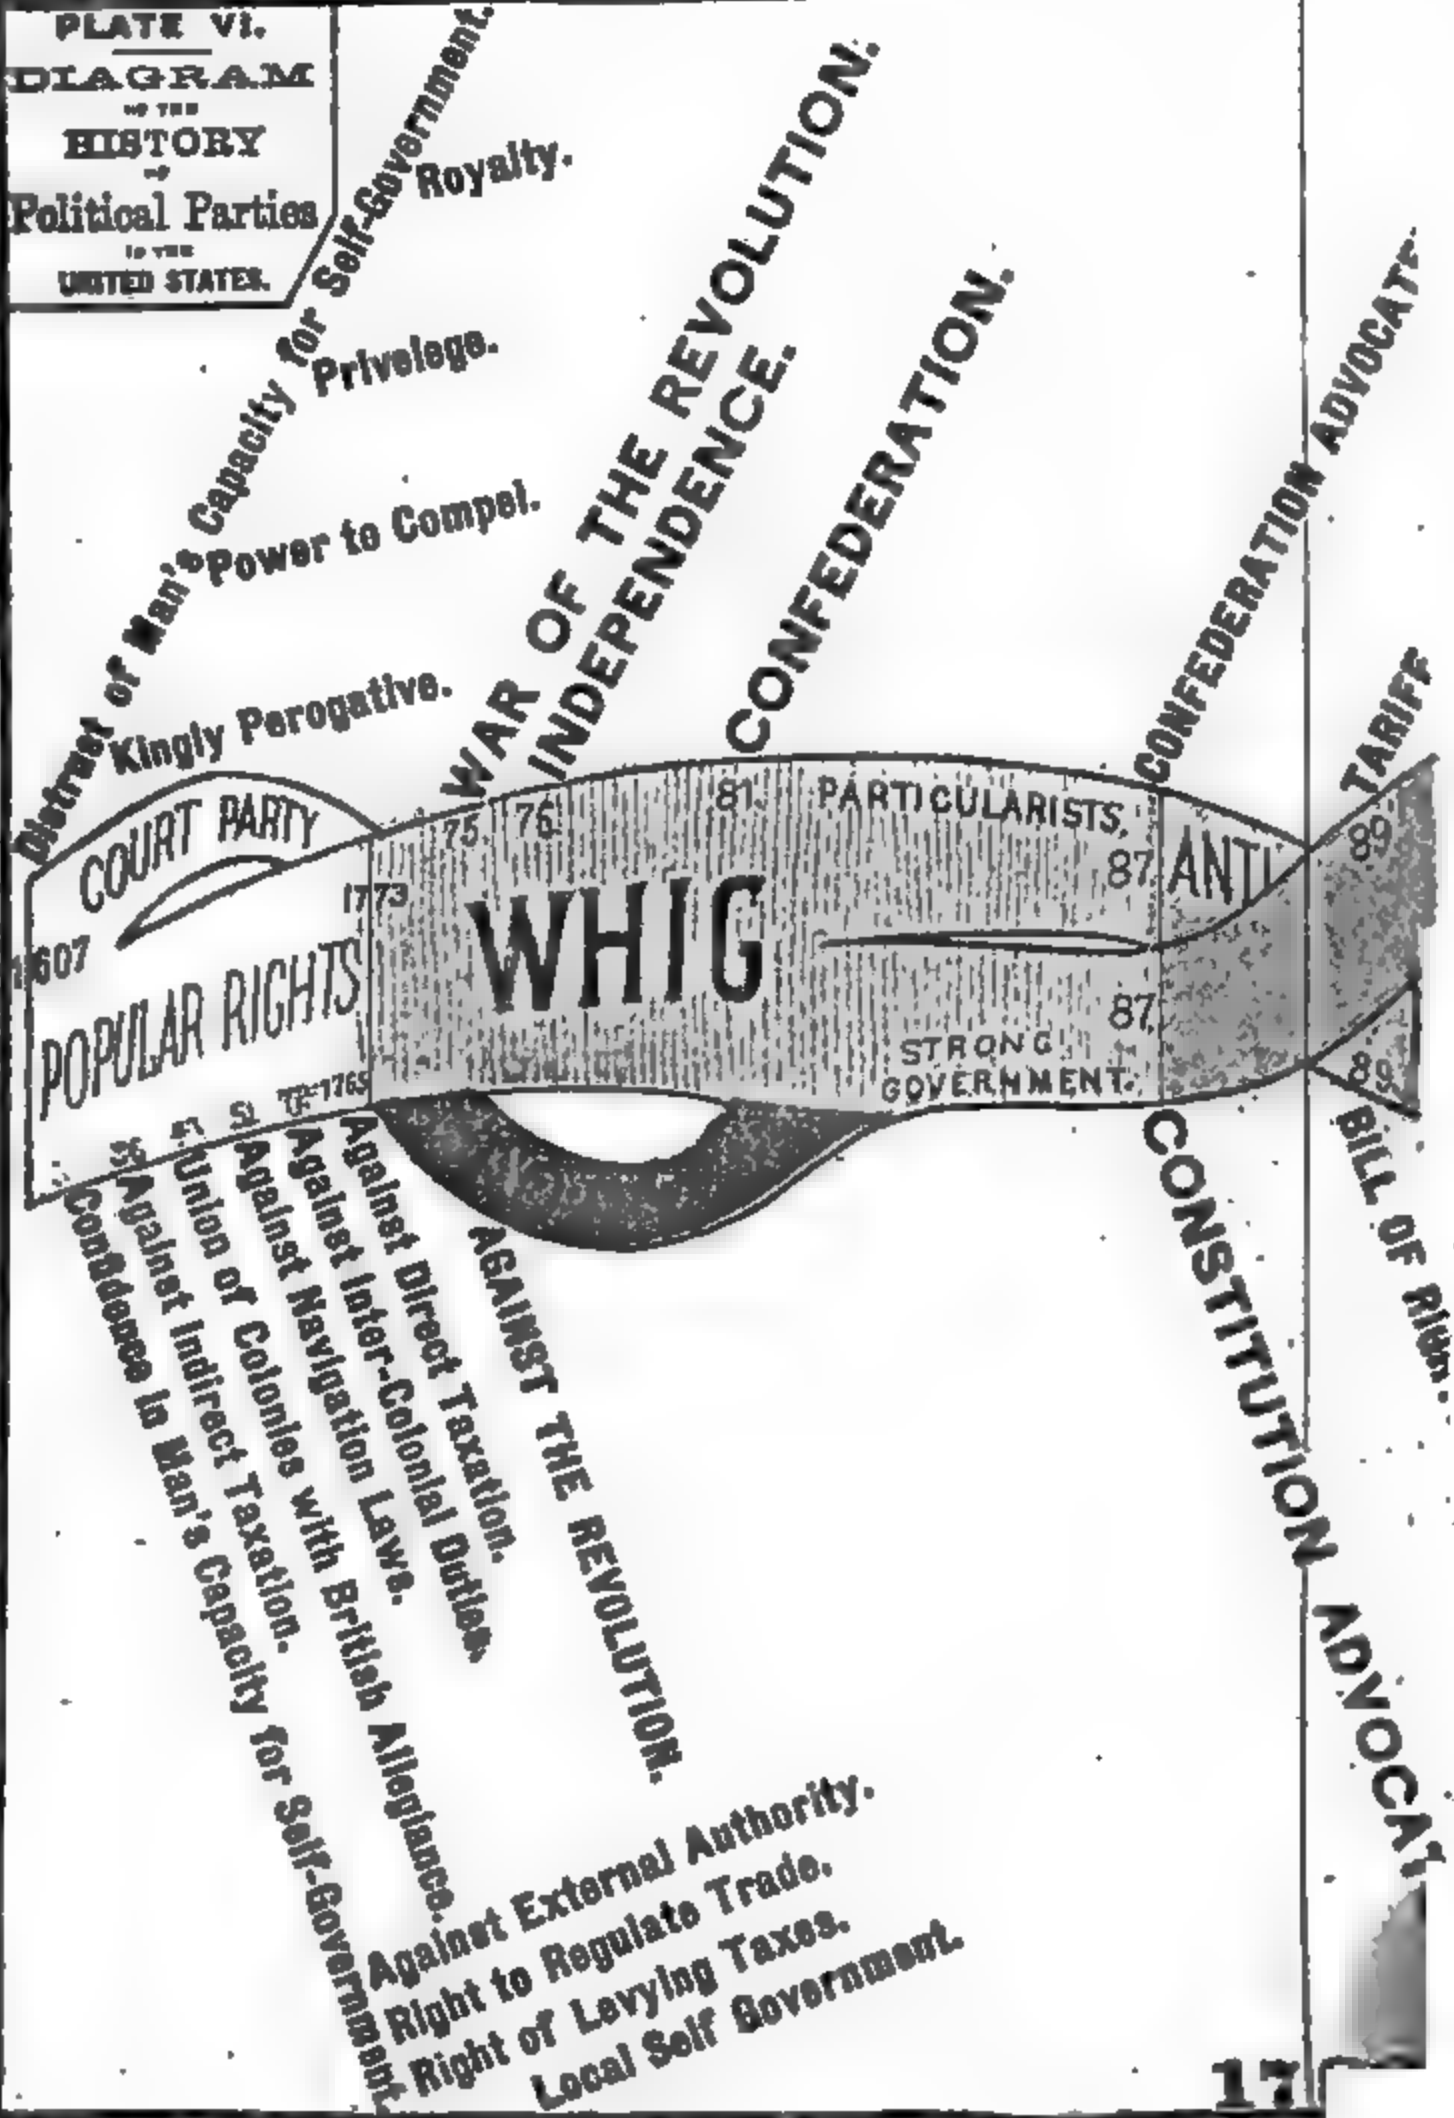 PLATE VI.
DIAGRAM
OF THE
HISTORY
OF
Political Parties
IN THE
UNITED STATES.
Distrust of Man's Capacity for Self-Government.
Royalty.
Privelege.
Power to Compel.
Kingly Perogative.
WAR OF THE REVOLUTION.
INDEPENDENCE.
CONFEDERATION.
CONFEDERATION ADVOCATE
TARIFF
COURT PARTY
1607
POPULAR RIGHTS
1773
1765
75
76
81.
PARTICULARISTS,
87
ANTI
89
WHIG
87
STRONG
GOVERNMENT.
89
Confidence in Man's Capacity for Self-Government
Against Indirect Taxation.
Union of Colonies with British Allegiance.
Against Navigation Laws.
Against Inter-Colonial Duties.
Against Direct Taxation.
AGAINST THE REVOLUTION.
CONSTITUTION ADVOCAT
BILL OF
Against External Authority.
Right to Regulate Trade.
Right of Levying Taxes.
Local Self Government.
17